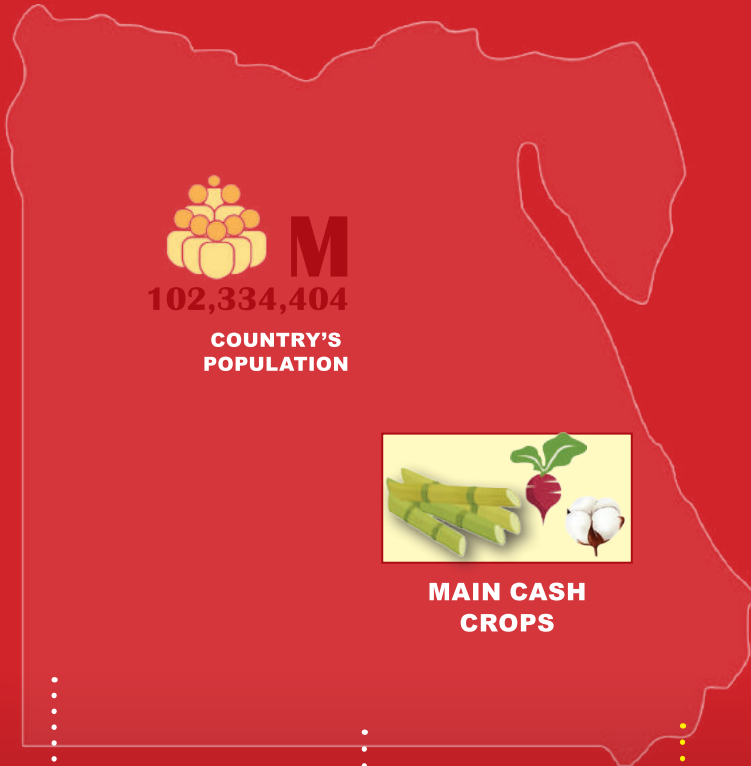 M
102,334,404
COUNTRY’S
POPULATION
MAIN CASH
CROPS